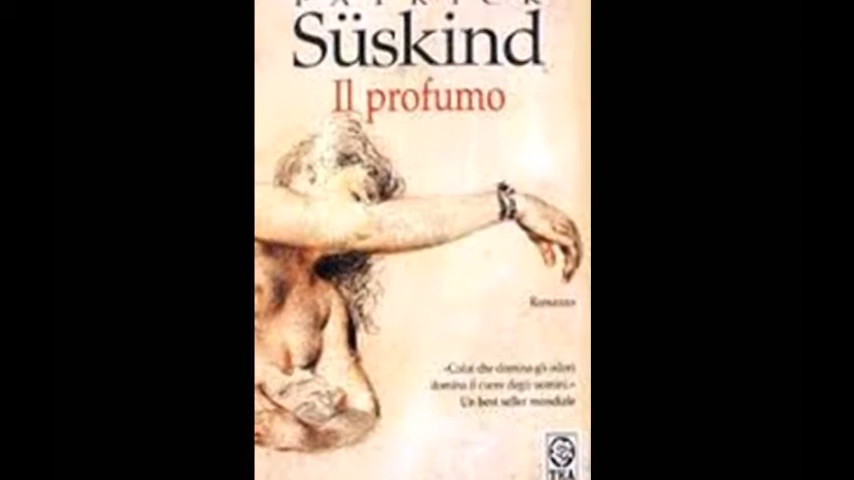 PATRICK
Süskind
Il profumo
Romanzo
«Colui che domina gli odori
domina il cuore degli uomini.»
Un best seller mondiale
TEA